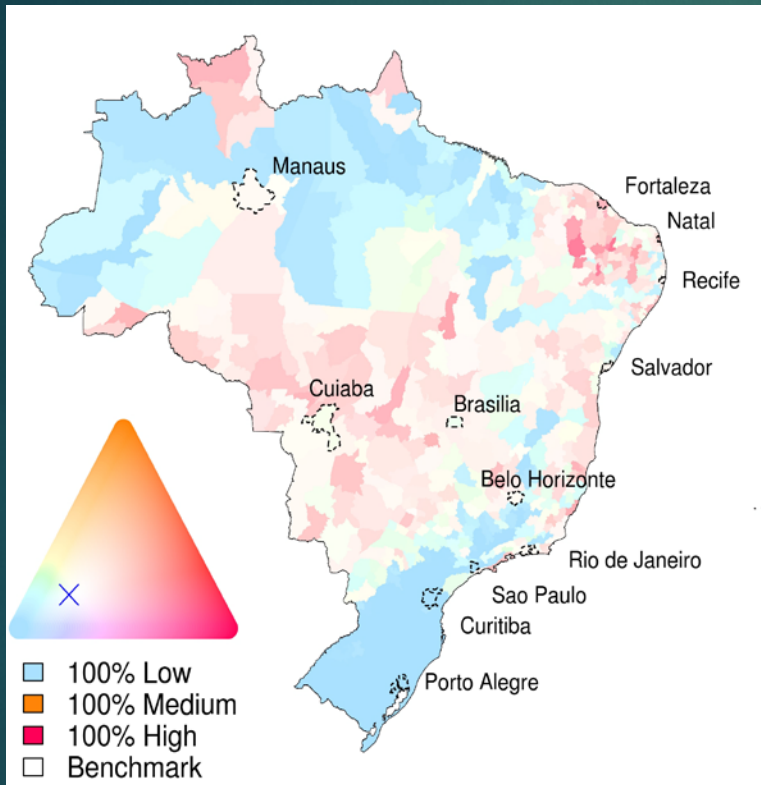 Manaus
Fortaleza
Natal
Recife
Salvador
Cuiaba
Brasilia
Belo Horizonte
Rio de Janeiro
Sao Paulo
Curitiba
Porto Alegre
100% Low
100% Medium
100% High
Benchmark